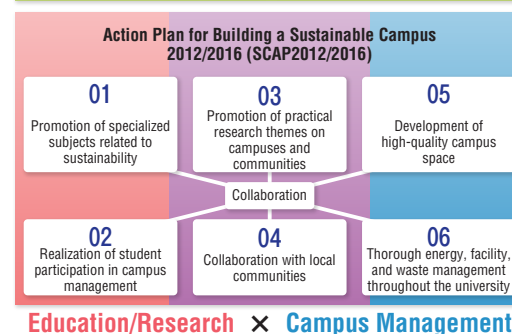 Action Plan for Building a Sustainable Campus
2012/2016 (SCAP2012/2016)
01
Promotion of specialized
subjects related to
sustainability
03
Promotion of practical
research themes on
campuses and
communities
05
Development of
high-quality campus
space
Collaboration
02
Realization of student
participation in campus
management
04
Collaboration with local
communities
06
Thorough energy, facility,
and waste management
throughout the university
Education/Research × Campus Management